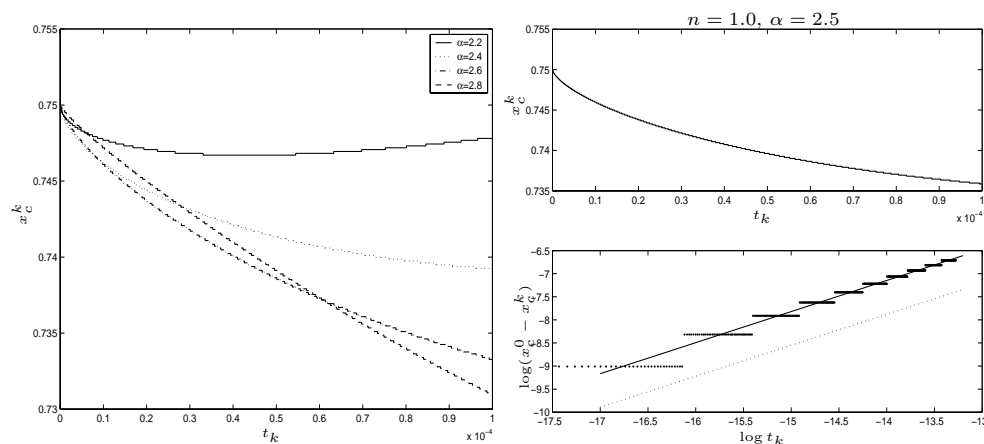 0.755
0.75
0.745
0.74
0.735
0.73
x_c^k
0 0.1 0.2 0.3 0.4 0.5 0.6 0.7 0.8 0.9 1
t_k
x 10⁻⁴
α=2.2
α=2.4
α=2.6
α=2.8
n = 1.0, α = 2.5
0.755
0.75
0.745
0.74
0.735
x_c^k
0 0.1 0.2 0.3 0.4 0.5 0.6 0.7 0.8 0.9 1
t_k
x 10⁻⁴
−6.5
−7
−7.5
−8
−8.5
−9
−9.5
−10
log(x_c^0 − x_c^k)
−17.5 −17 −16.5 −16 −15.5 −15 −14.5 −14 −13.5 −13
log t_k